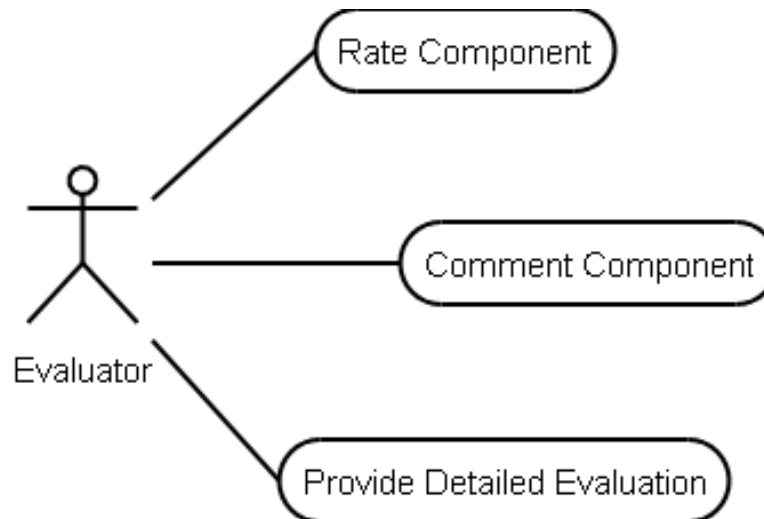 Rate Component
Comment Component
Evaluator
Provide Detailed Evaluation